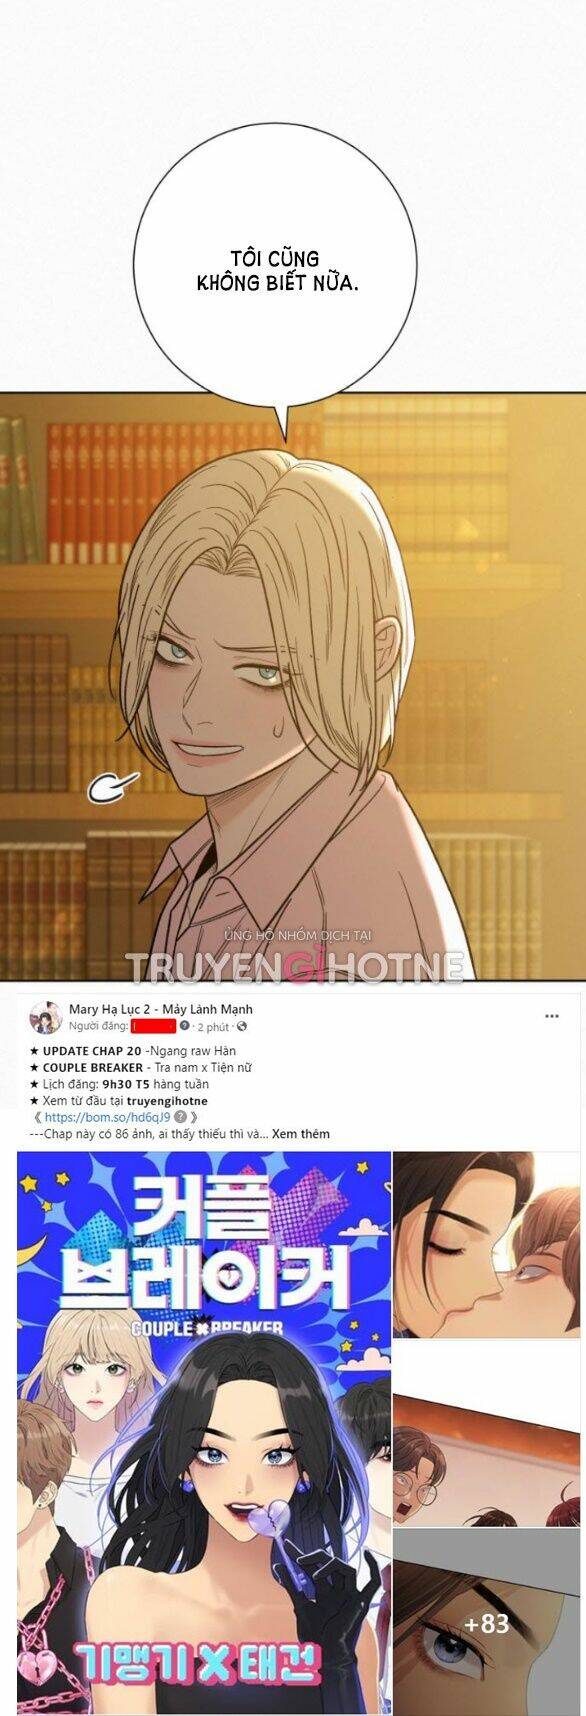 TÔI CŨNG
KHÔNG BIẾT NỮA.
ỦNG HỘ NHÓM DỊCH TẠI
TRUYENGIHOTNE
Mary Hạ Lục 2 - Mảy Lành Mạnh
Người đăng: · 2 phút ·
★ UPDATE CHAP 20 -Ngang raw Hàn
★ COUPLE BREAKER - Tra nam x Tiện nữ
★ Lịch đăng: 9h30 T5 hàng tuần
★ Xem từ đầu tại truyengihotne
《 https://bom.so/hd6qJ9 》
---Chap này có 86 ảnh, ai thấy thiếu thì và... Xem thêm
커플
브레이커
COUPLE × BREAKER
+83
기맹기 X 태건